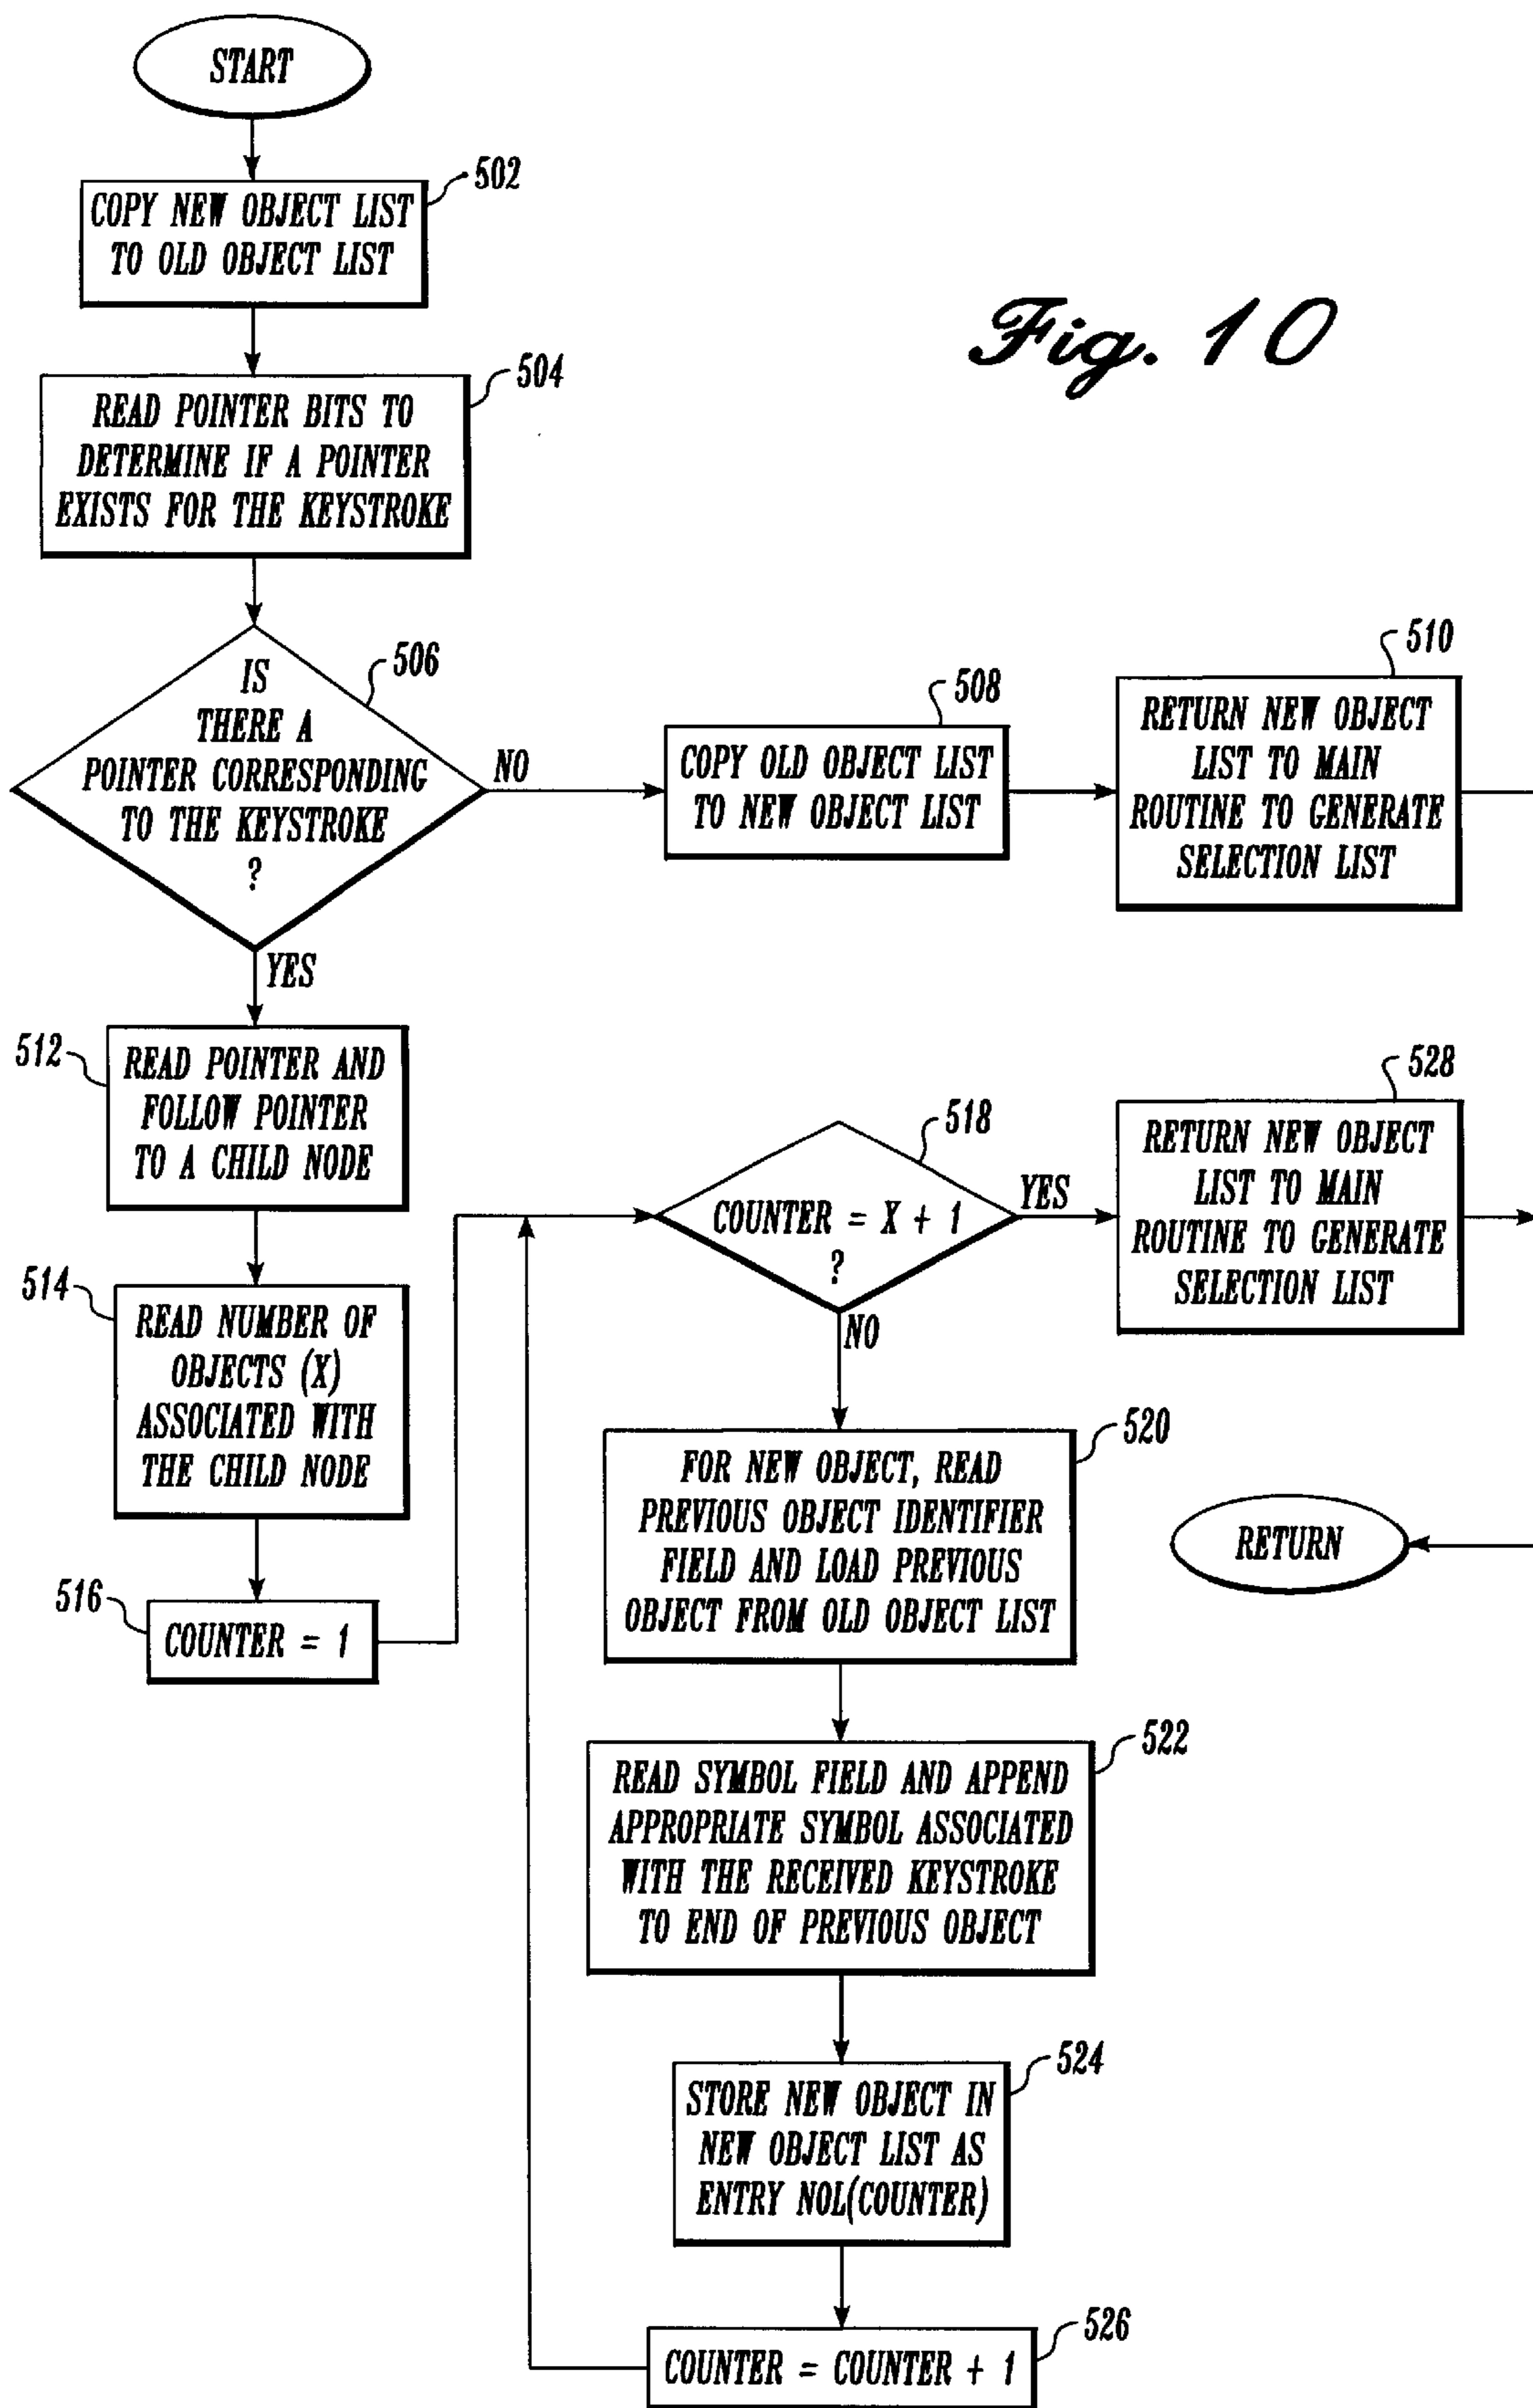 START
502
COPY NEW OBJECT LIST
TO OLD OBJECT LIST
Fig. 10
504
READ POINTER BITS TO
DETERMINE IF A POINTER
EXISTS FOR THE KEYSTROKE
506
IS
THERE A
POINTER CORRESPONDING
TO THE KEYSTROKE
?
NO
508
COPY OLD OBJECT LIST
TO NEW OBJECT LIST
510
RETURN NEW OBJECT
LIST TO MAIN
ROUTINE TO GENERATE
SELECTION LIST
YES
512
READ POINTER AND
FOLLOW POINTER
TO A CHILD NODE
514
READ NUMBER OF
OBJECTS (X)
ASSOCIATED WITH
THE CHILD NODE
516
COUNTER = 1
518
COUNTER = X + 1
?
YES
528
RETURN NEW OBJECT
LIST TO MAIN
ROUTINE TO GENERATE
SELECTION LIST
NO
520
FOR NEW OBJECT, READ
PREVIOUS OBJECT IDENTIFIER
FIELD AND LOAD PREVIOUS
OBJECT FROM OLD OBJECT LIST
RETURN
522
READ SYMBOL FIELD AND APPEND
APPROPRIATE SYMBOL ASSOCIATED
WITH THE RECEIVED KEYSTROKE
TO END OF PREVIOUS OBJECT
524
STORE NEW OBJECT IN
NEW OBJECT LIST AS
ENTRY NOL(COUNTER)
526
COUNTER = COUNTER + 1